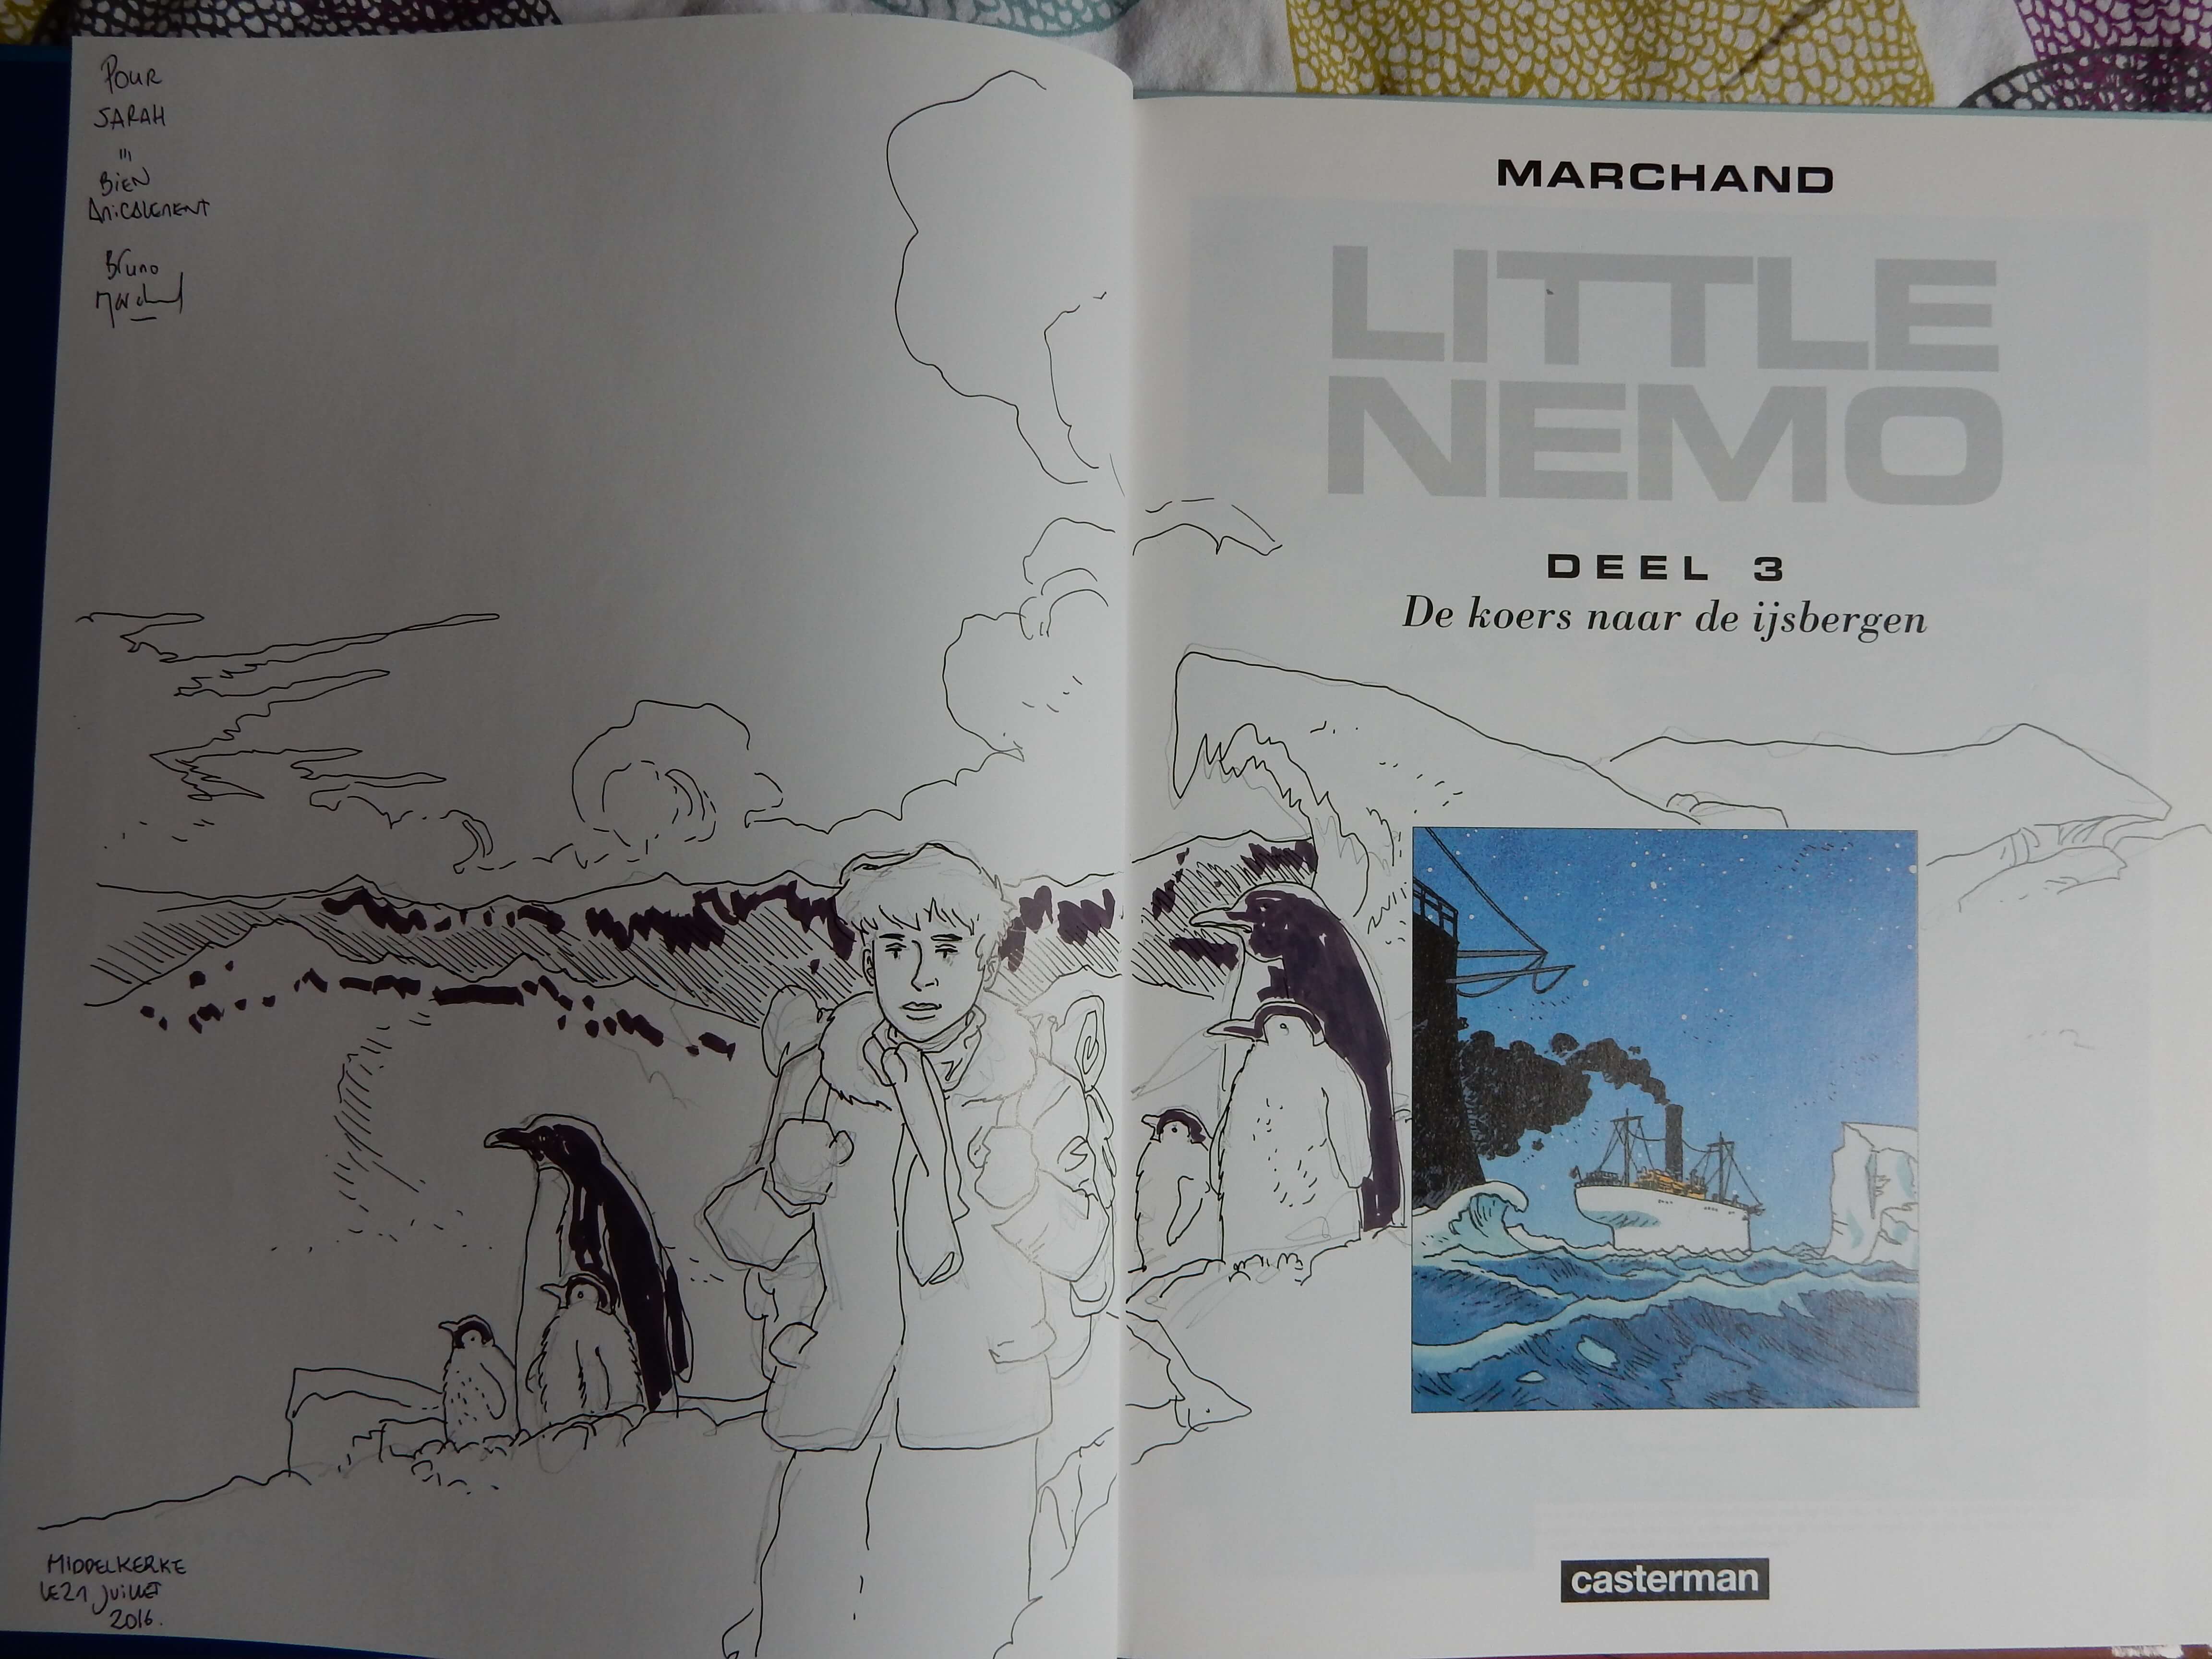 POUR
SARAH
BIEN
AMICALEMENT
Bruno
Marchand
MIDDELKERKE
LE 21 JUILLET
2016.
MARCHAND
LITTLE
NEMO
DEEL 3
De koers naar de ijsbergen
casterman